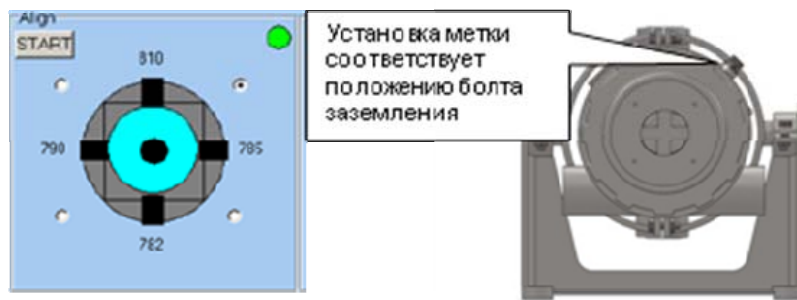 Align
START
810
790
785
782
Установка метки
соответствует
положению болта
заземления